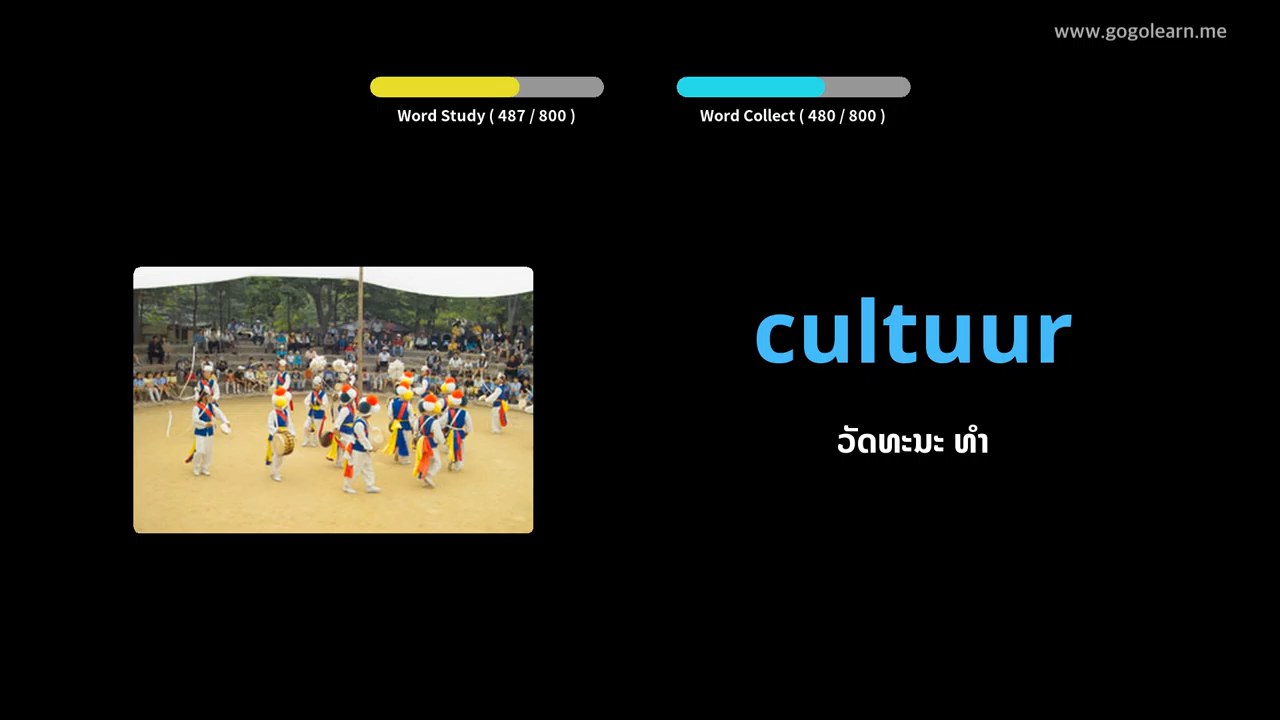 www.gogolearn.me
Word Study ( 487 / 800 )
Word Collect ( 480 / 800 )
cultuur
ວັດທະນະ ທຳ